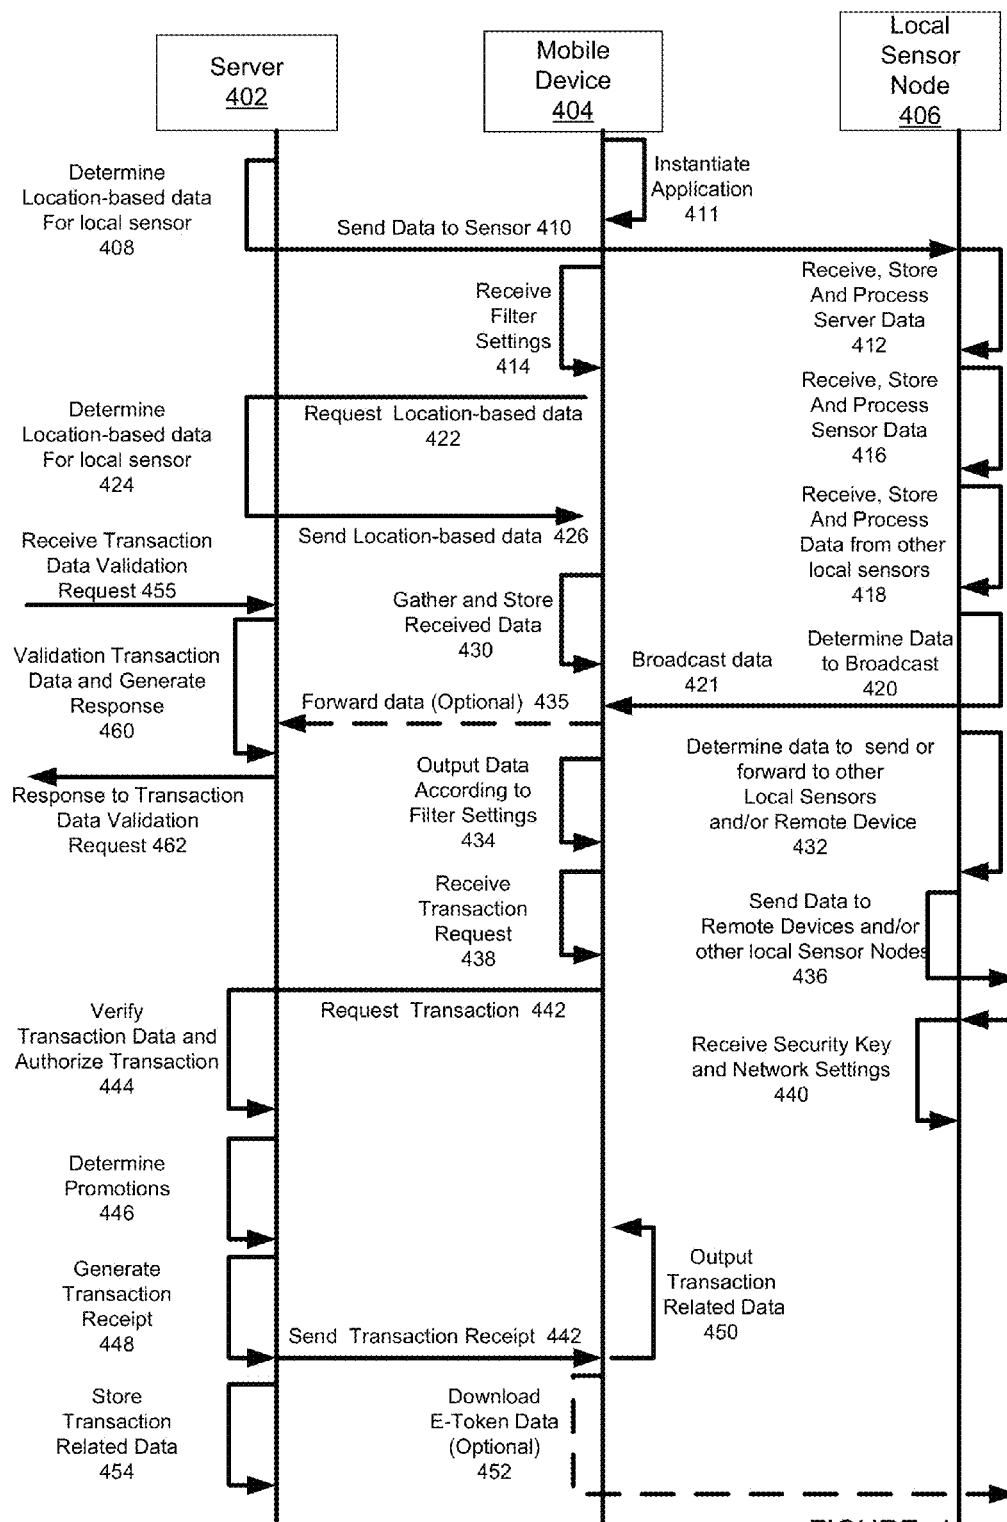 Server
402
Mobile
Device
404
Local
Sensor
Node
406
Determine
Location-based data
For local sensor
408
Instantiate
Application
411
Send Data to Sensor 410
Receive, Store
And Process
Server Data
412
Receive
Filter
Settings
414
Receive, Store
And Process
Sensor Data
416
Request Location-based data
422
Determine
Location-based data
For local sensor
424
Receive, Store
And Process
Data from other
local sensors
418
Send Location-based data 426
Receive Transaction
Data Validation
Request 455
Gather and Store
Received Data
430
Determine Data
to Broadcast
420
Broadcast data
421
Validation Transaction
Data and Generate
Response
460
Forward data (Optional) 435
Determine data to send or
forward to other
Local Sensors
and/or Remote Device
432
Output Data
According to
Filter Settings
434
Response to Transaction
Data Validation
Request 462
Receive
Transaction
Request
438
Send Data to
Remote Devices and/or
other local Sensor Nodes
436
Request Transaction 442
Verify
Transaction Data and
Authorize Transaction
444
Receive Security Key
and Network Settings
440
Determine
Promotions
446
Generate
Transaction
Receipt
448
Output
Transaction
Related Data
450
Send Transaction Receipt 442
Store
Transaction
Related Data
454
Download
E-Token Data
(Optional)
452